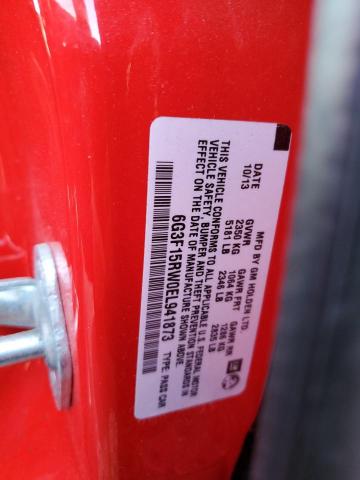 MFD BY GM HOLDEN LTD.
DATE GVWR GAWR FRT GAWR RR
10/13 2350 KG 1064 KG 1286 KG
5181 LB 2346 LB 2835 LB
THIS VEHICLE CONFORMS TO ALL APPLICABLE U.S. FEDERAL MOTOR
VEHICLE SAFETY, BUMPER AND THEFT PREVENTION STANDARDS IN
EFFECT ON THE DATE OF MANUFACTURE SHOWN ABOVE.
6G3F15RW0EL941873 TYPE: PASS CAR